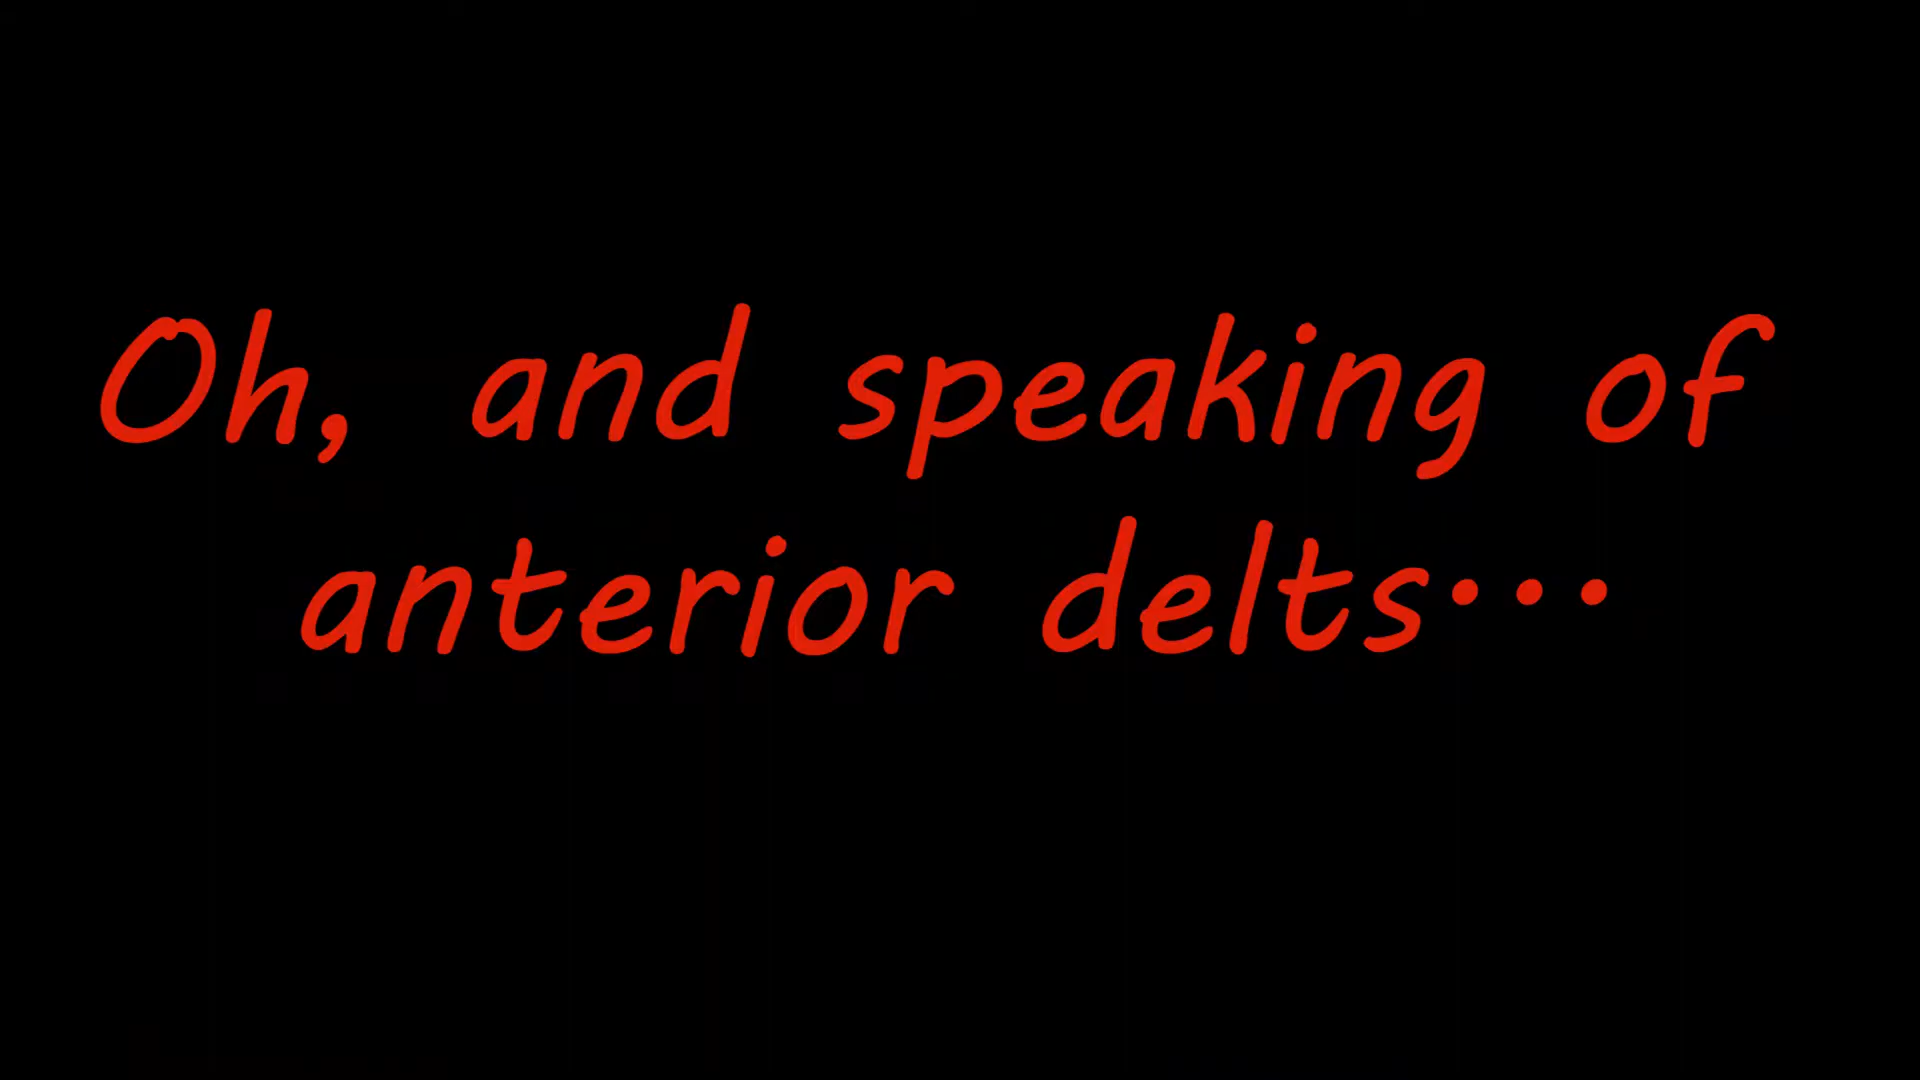 Oh, and speaking of
anterior delts…